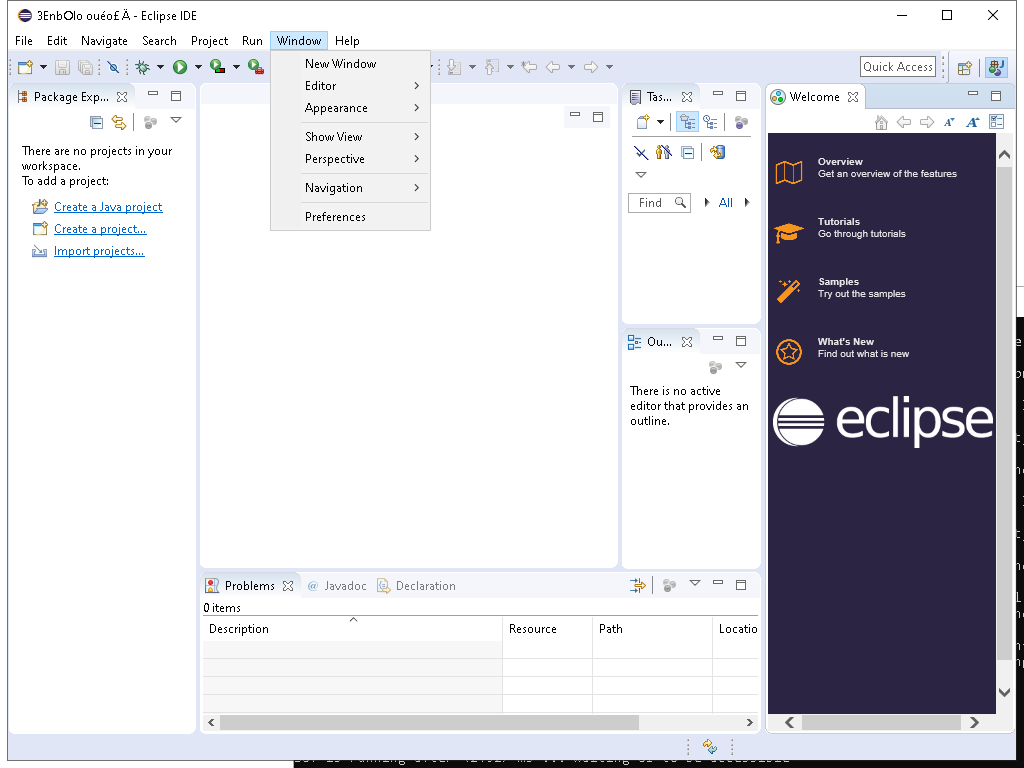 3EnbOlo ouéo£Ä - Eclipse IDE
File Edit Navigate Search Project Run Window Help
Quick Access
New Window
Editor
Appearance
Show View
Perspective
Navigation
Preferences
Package Exp...
There are no projects in your
workspace.
To add a project:
Create a Java project
Create a project...
Import projects...
Tas...
Find
All
Ou...
There is no active
editor that provides an
outline.
Welcome
Overview
Get an overview of the features
Tutorials
Go through tutorials
Samples
Try out the samples
What's New
Find out what is new
eclipse
Problems @ Javadoc Declaration
0 items
Description Resource Path Locatio